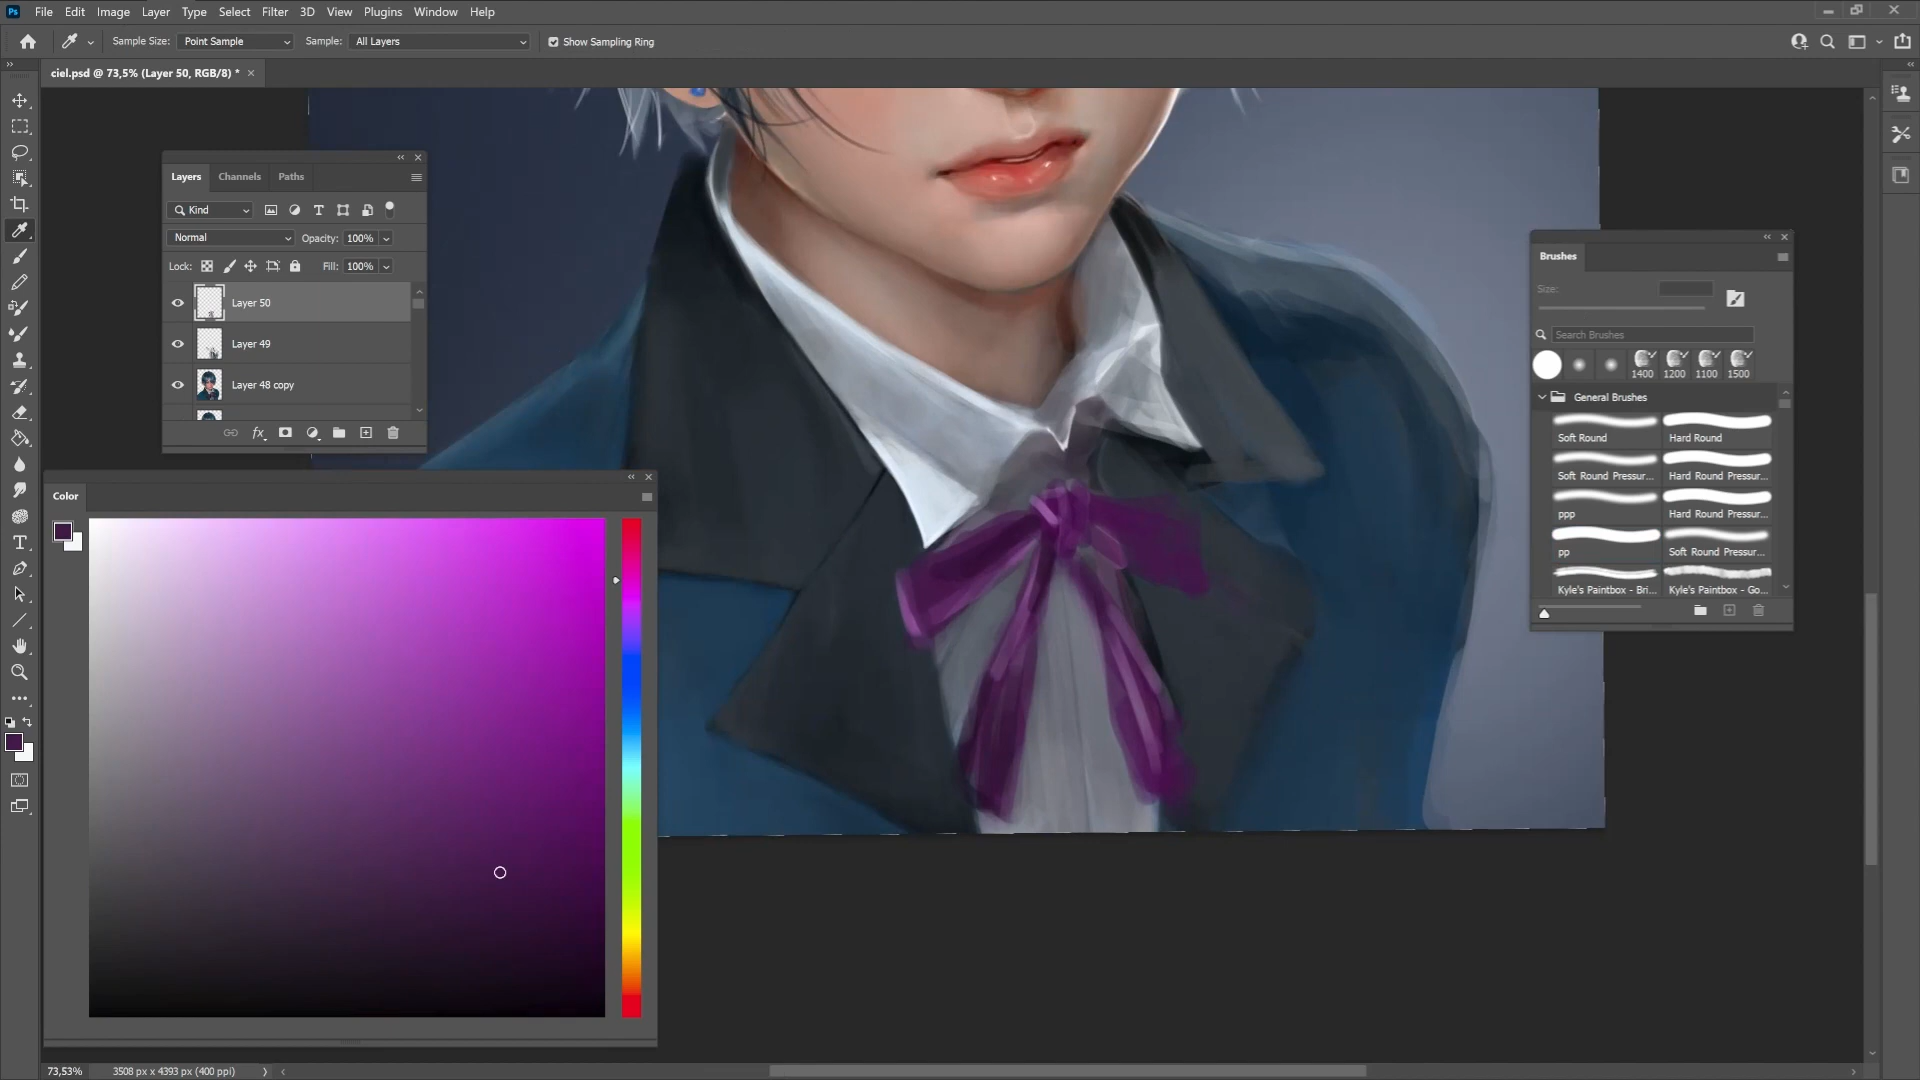 Ps File Edit Image Layer Type Select Filter 3D View Plugins Window Help
Sample Size: Point Sample Sample: All Layers Show Sampling Ring
ciel.psd @ 73,5% (Layer 50, RGB/8) *
Layers Channels Paths
Kind
Normal Opacity: 100%
Lock: Fill: 100%
Layer 50
Layer 49
Layer 48 copy
fx
Color
Brushes
Size:
Search Brushes
1400 1200 1100 1500
General Brushes
Soft Round Hard Round
Soft Round Pressur... Hard Round Pressur...
ppp Hard Round Pressur...
pp Soft Round Pressur...
Kyle's Paintbox - Bri... Kyle's Paintbox - Go...
73,53% 3508 px x 4393 px (400 ppi)